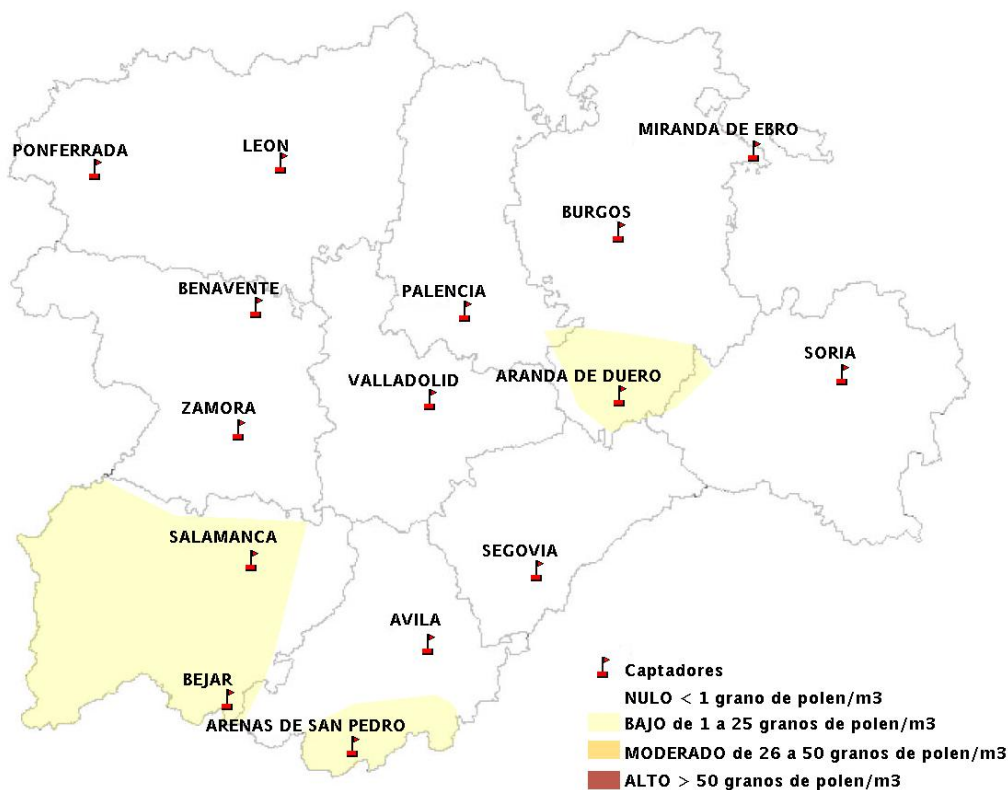 MIRANDA DE EBRO
PONFERRADA
LEON
BURGOS
BENAVENTE
PALENCIA
SORIA
VALLADOLID
ARANDA DE DUERO
ZAMORA
SALAMANCA
SEGOVIA
AVILA
BEJAR
ARENAS DE SAN PEDRO
Captadores
NULO < 1 grano de polen/m3
BAJO de 1 a 25 granos de polen/m3
MODERADO de 26 a 50 granos de polen/m3
ALTO > 50 granos de polen/m3